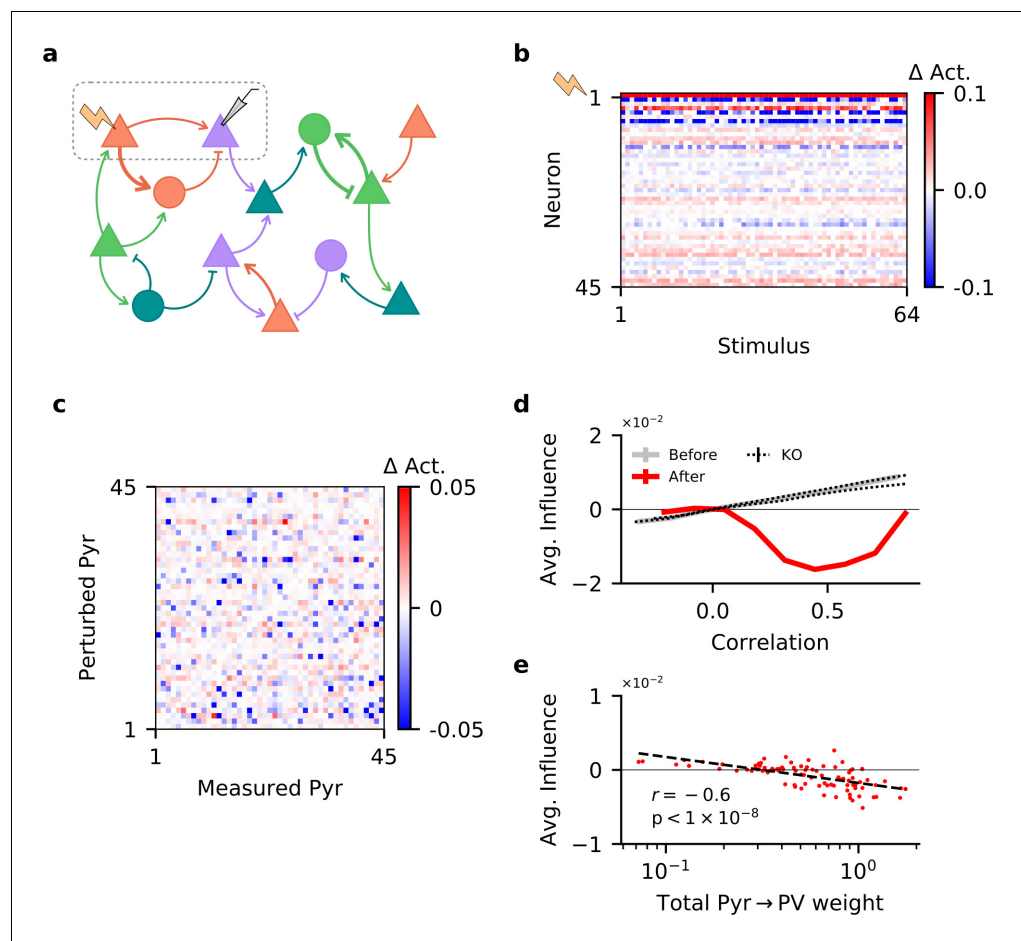 a
b
Δ Act.
1
45
Neuron
1
64
Stimulus
0.1
0.0
-0.1
c
Δ Act.
45
1
Perturbed Pyr
1
45
Measured Pyr
0.05
0
-0.05
d
×10⁻²
2
0
−2
Avg. Influence
Before
KO
After
0.0
0.5
Correlation
e
×10⁻²
1
0
−1
Avg. Influence
r = −0.6
p < 1 × 10⁻⁸
10⁻¹
10⁰
Total Pyr→PV weight